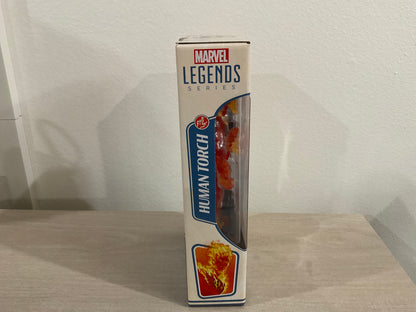 MARVEL
LEGENDS
SERIES
HUMAN TORCH